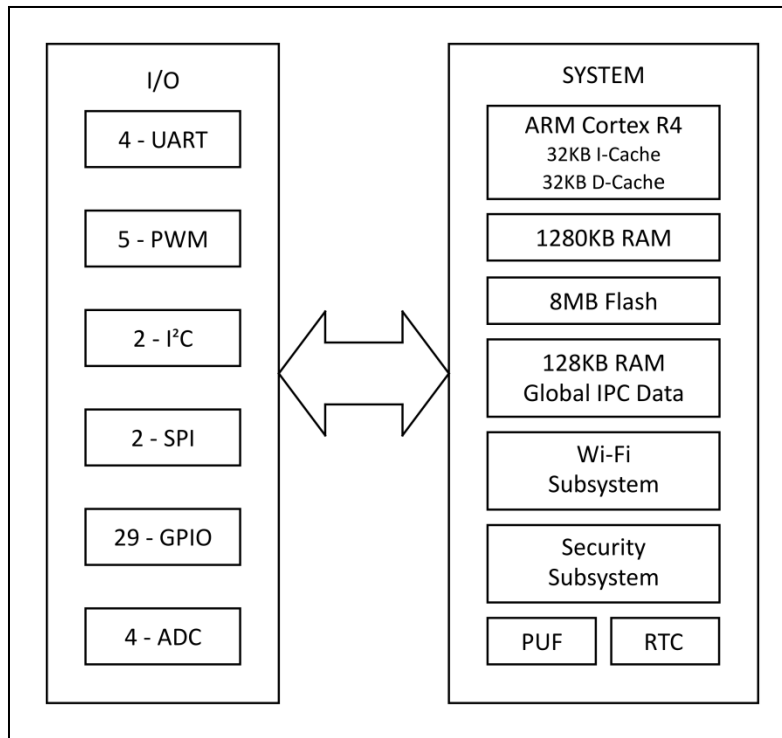 I/O
4 - UART
5 - PWM
2 - I²C
2 - SPI
29 - GPIO
4 - ADC
SYSTEM
ARM Cortex R4
32KB I-Cache
32KB D-Cache
1280KB RAM
8MB Flash
128KB RAM
Global IPC Data
Wi-Fi
Subsystem
Security
Subsystem
PUF
RTC